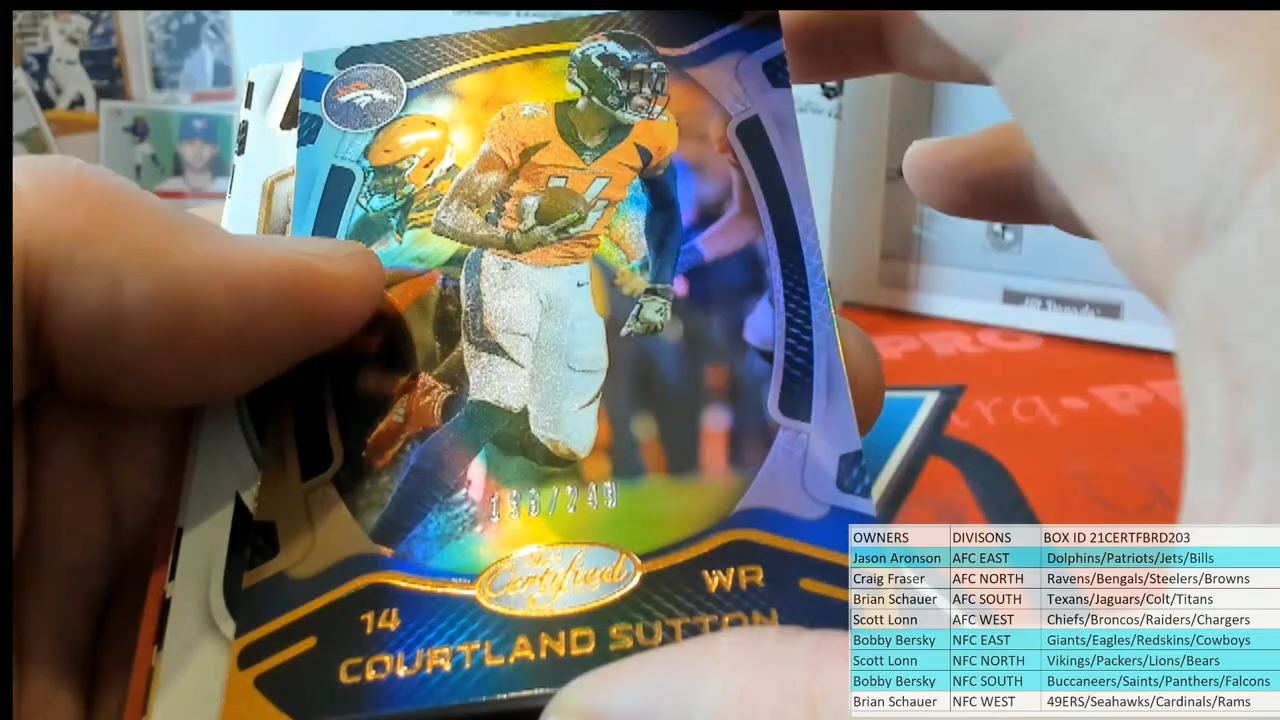 14
199/249
Certified
WR
14
COURTLAND SUTTON
PRO
OWNERS DIVISONS BOX ID 21CERTFBRD203
Jason Aronson AFC EAST Dolphins/Patriots/Jets/Bills
Craig Fraser AFC NORTH Ravens/Bengals/Steelers/Browns
Brian Schauer AFC SOUTH Texans/Jaguars/Colt/Titans
Scott Lonn AFC WEST Chiefs/Broncos/Raiders/Chargers
Bobby Bersky NFC EAST Giants/Eagles/Redskins/Cowboys
Scott Lonn NFC NORTH Vikings/Packers/Lions/Bears
Bobby Bersky NFC SOUTH Buccaneers/Saints/Panthers/Falcons
Brian Schauer NFC WEST 49ERS/Seahawks/Cardinals/Rams